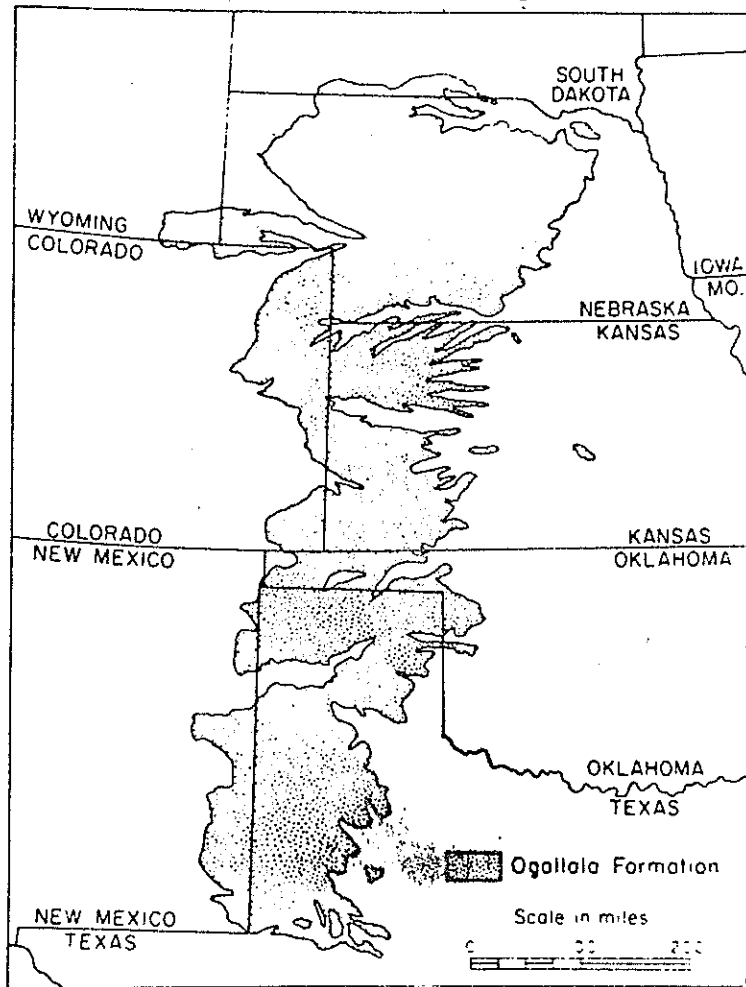 SOUTH
DAKOTA
WYOMING
COLORADO
IOWA
MO.
NEBRASKA
KANSAS
COLORADO
NEW MEXICO
KANSAS
OKLAHOMA
OKLAHOMA
TEXAS
Ogallala Formation
NEW MEXICO
TEXAS
Scale in miles
0